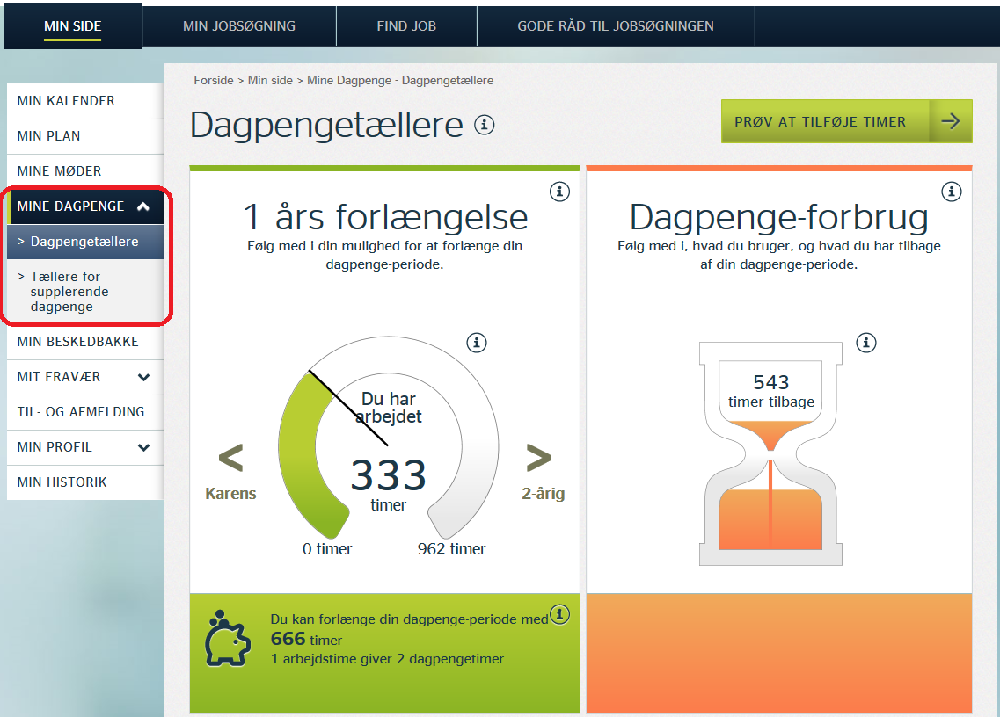 MIN SIDE
MIN JOBSØGNING
FIND JOB
GODE RÅD TIL JOBSØGNINGEN
MIN KALENDER
MIN PLAN
MINE MØDER
MINE DAGPENGE
> Dagpengetællere
> Tællere for
supplerende
dagpenge
MIN BESKEDBAKKE
MIT FRAVÆR
TIL- OG AFMELDING
MIN PROFIL
MIN HISTORIK
Forside > Min side > Mine Dagpenge - Dagpengetællere
Dagpengetællere
PRØV AT TILFØJE TIMER
1 års forlængelse
Følg med i din mulighed for at forlænge din
dagpenge-periode.
Du har
arbejdet
333
timer
< Karens
> 2-årig
0 timer
962 timer
Du kan forlænge din dagpenge-periode med
666 timer
1 arbejdstime giver 2 dagpengetimer
Dagpenge-forbrug
Følg med i, hvad du bruger, og hvad du har tilbage
af din dagpenge-periode.
543
timer tilbage